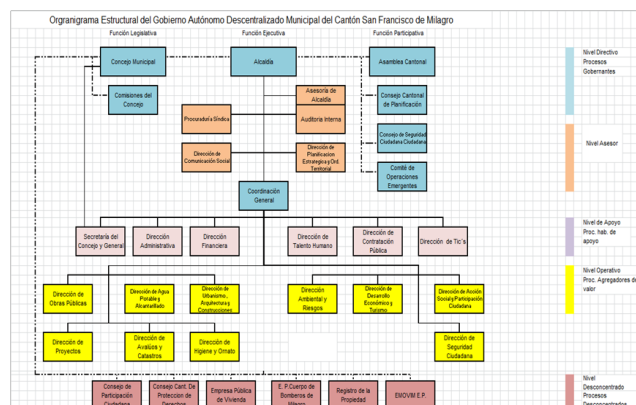 Orgranigrama Estructural del Gobierno Autónomo Descentralizado Municipal del Cantón San Francisco de Milagro
Función Legislativa
Función Ejecutiva
Función Participativa
Concejo Municipal
Alcaldía
Asamblea Cantonal
Nivel Directivo
Procesos
Gobernantes
Comisiones del
Concejo
Asesoría de
Alcaldía
Consejo Cantonal
de Planificación
Procuraduría Síndica
Auditoria Interna
Consejo de Seguridad
Ciudadana Ciudadana
Nivel Asesor
Dirección de
Comunicación Social
Dirección de
Planificacion
Estrategica y Ord.
Territorial
Comité de
Operaciones
Emergentes
Coordinación
General
Secretaría del
Concejo y General
Dirección
Administrativa
Dirección
Financiera
Dirección de
Talento Humano
Dirección de
Contratación
Pública
Dirección de Tic´s
Nivel de Apoyo
Proc. hab. de
apoyo
Dirección de
Obras Públicas
Dirección de Agua
Potable y
Alcantarillado
Dirección de
Urbanismo,
Arquitectura y
Construcciones
Dirección
Ambiental y
Riesgos
Dirección de
Desarrollo
Económico y
Turismo
Dirección de Acción
Social y Participación
Ciudadana
Nivel Operativo
Proc. Agregadores de
valor
Dirección de
Proyectos
Dirección de
Avalúos y
Catastros
Dirección de
Higiene y Ornato
Dirección de
Seguridad
Ciudadana
Consejo de
Participación
Ciudadana
Consejo Cant. De
Proteccion de
Derechos
Empresa Pública
de Vivienda
E. P.Cuerpo de
Bomberos de
Milagro
Registro de la
Propiedad
EMOVIM E.P.
Nivel
Desconcentrado
Procesos
Desconcentrados